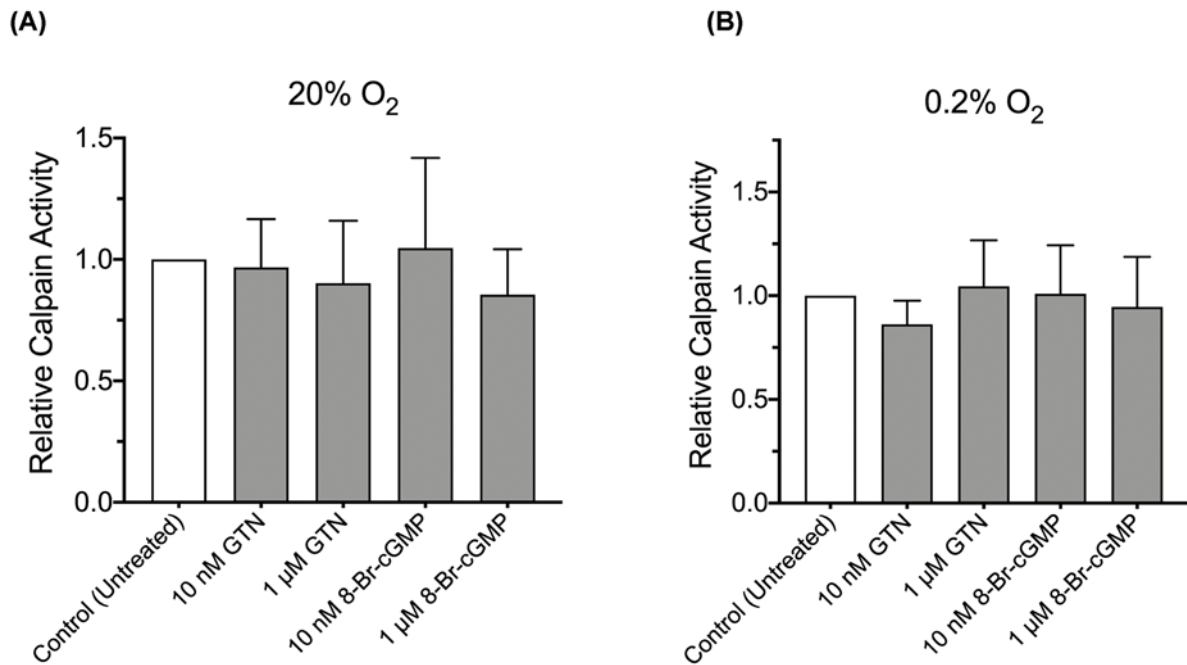 (A)
20% O₂
Relative Calpain Activity
1.5
1.0
0.5
0.0
Control (Untreated)
10 nM GTN
1 µM GTN
10 nM 8-Br-cGMP
1 µM 8-Br-cGMP
(B)
0.2% O₂
Relative Calpain Activity
1.5
1.0
0.5
0.0
Control (Untreated)
10 nM GTN
1 µM GTN
10 nM 8-Br-cGMP
1 µM 8-Br-cGMP